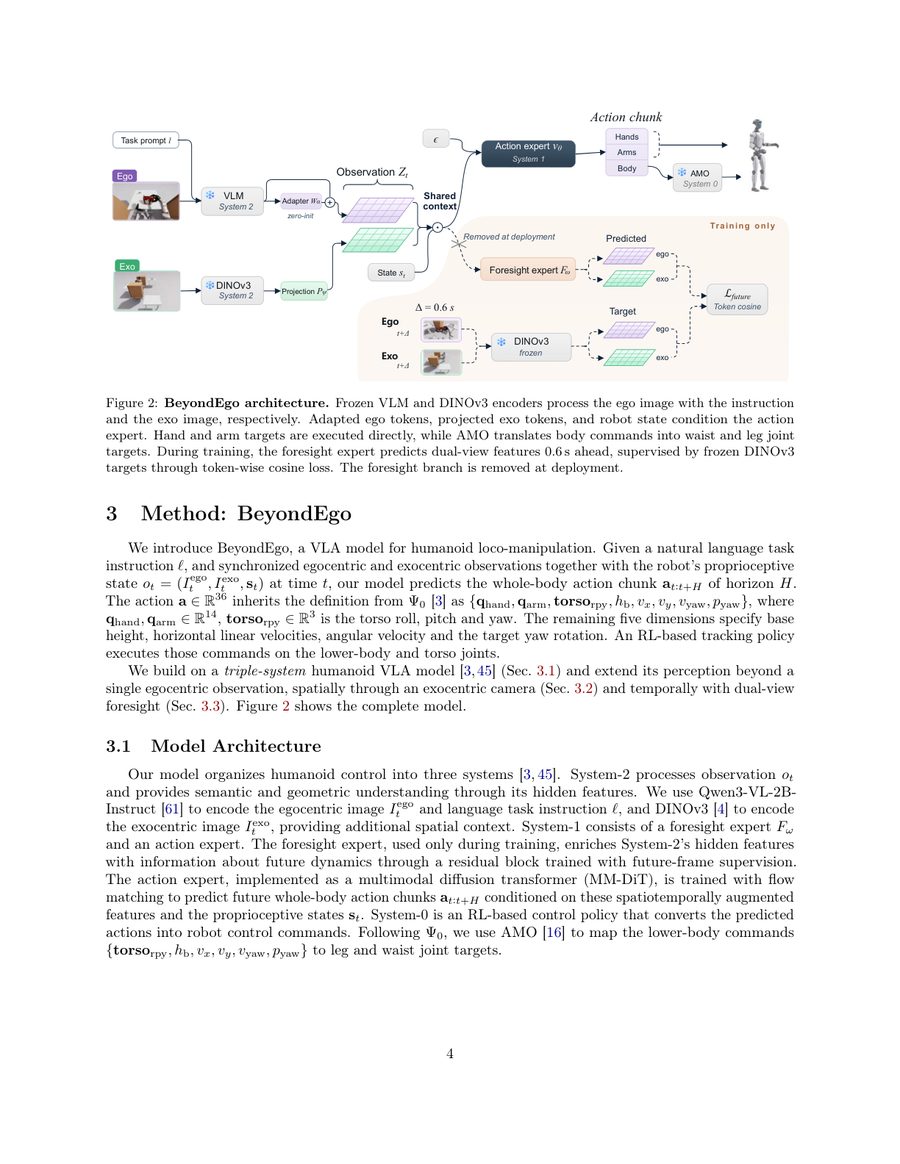 Action chunk
Task prompt l
Ego
VLM
System 2
Adapter Wα
zero-init
Observation Zt
Shared
context
ϵ
Action expert vθ
System 1
Hands
Arms
Body
AMO
System 0
Exo
DINOv3
System 2
Projection Pψ
State st
Removed at deployment
Training only
Foresight expert Fω
Predicted
ego
exo
Δ = 0.6 s
Ego
t+Δ
Exo
t+Δ
DINOv3
frozen
Target
ego
exo
ℒfuture
Token cosine
Figure 2: BeyondEgo architecture. Frozen VLM and DINOv3 encoders process the ego image with the instruction
and the exo image, respectively. Adapted ego tokens, projected exo tokens, and robot state condition the action
expert. Hand and arm targets are executed directly, while AMO translates body commands into waist and leg joint
targets. During training, the foresight expert predicts dual-view features 0.6 s ahead, supervised by frozen DINOv3
targets through token-wise cosine loss. The foresight branch is removed at deployment.
3 Method: BeyondEgo
We introduce BeyondEgo, a VLA model for humanoid loco-manipulation. Given a natural language task
instruction ℓ, and synchronized egocentric and exocentric observations together with the robot's proprioceptive
state ot = (It^ego, It^exo, st) at time t, our model predicts the whole-body action chunk at:t+H of horizon H.
The action a ∈ ℝ36 inherits the definition from Ψ0 [3] as {qhand, qarm, torsorpy, hb, vx, vy, vyaw, pyaw}, where
qhand, qarm ∈ ℝ14, torsorpy ∈ ℝ3 is the torso roll, pitch and yaw. The remaining five dimensions specify base
height, horizontal linear velocities, angular velocity and the target yaw rotation. An RL-based tracking policy
executes those commands on the lower-body and torso joints.
We build on a triple-system humanoid VLA model [3,45] (Sec. 3.1) and extend its perception beyond a
single egocentric observation, spatially through an exocentric camera (Sec. 3.2) and temporally with dual-view
foresight (Sec. 3.3). Figure 2 shows the complete model.
3.1 Model Architecture
Our model organizes humanoid control into three systems [3,45]. System-2 processes observation ot
and provides semantic and geometric understanding through its hidden features. We use Qwen3-VL-2B-
Instruct [61] to encode the egocentric image It^ego and language task instruction ℓ, and DINOv3 [4] to encode
the exocentric image It^exo, providing additional spatial context. System-1 consists of a foresight expert Fω
and an action expert. The foresight expert, used only during training, enriches System-2's hidden features
with information about future dynamics through a residual block trained with future-frame supervision.
The action expert, implemented as a multimodal diffusion transformer (MM-DiT), is trained with flow
matching to predict future whole-body action chunks at:t+H conditioned on these spatiotemporally augmented
features and the proprioceptive states st. System-0 is an RL-based control policy that converts the predicted
actions into robot control commands. Following Ψ0, we use AMO [16] to map the lower-body commands
{torsorpy, hb, vx, vy, vyaw, pyaw} to leg and waist joint targets.
4